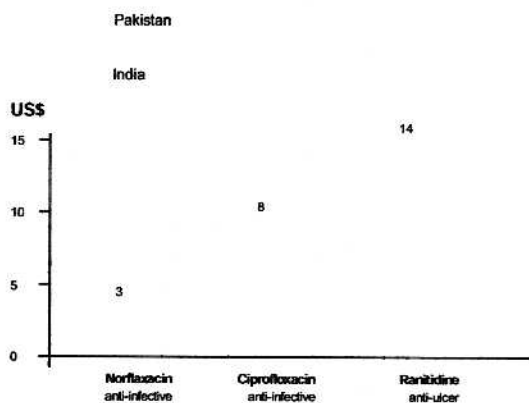 Pakistan
India
US$
15
14
10
8
5
3
0
Norflaxacin
anti-infective
Ciprofloxacin
anti-infective
Ranitidine
anti-ulcer